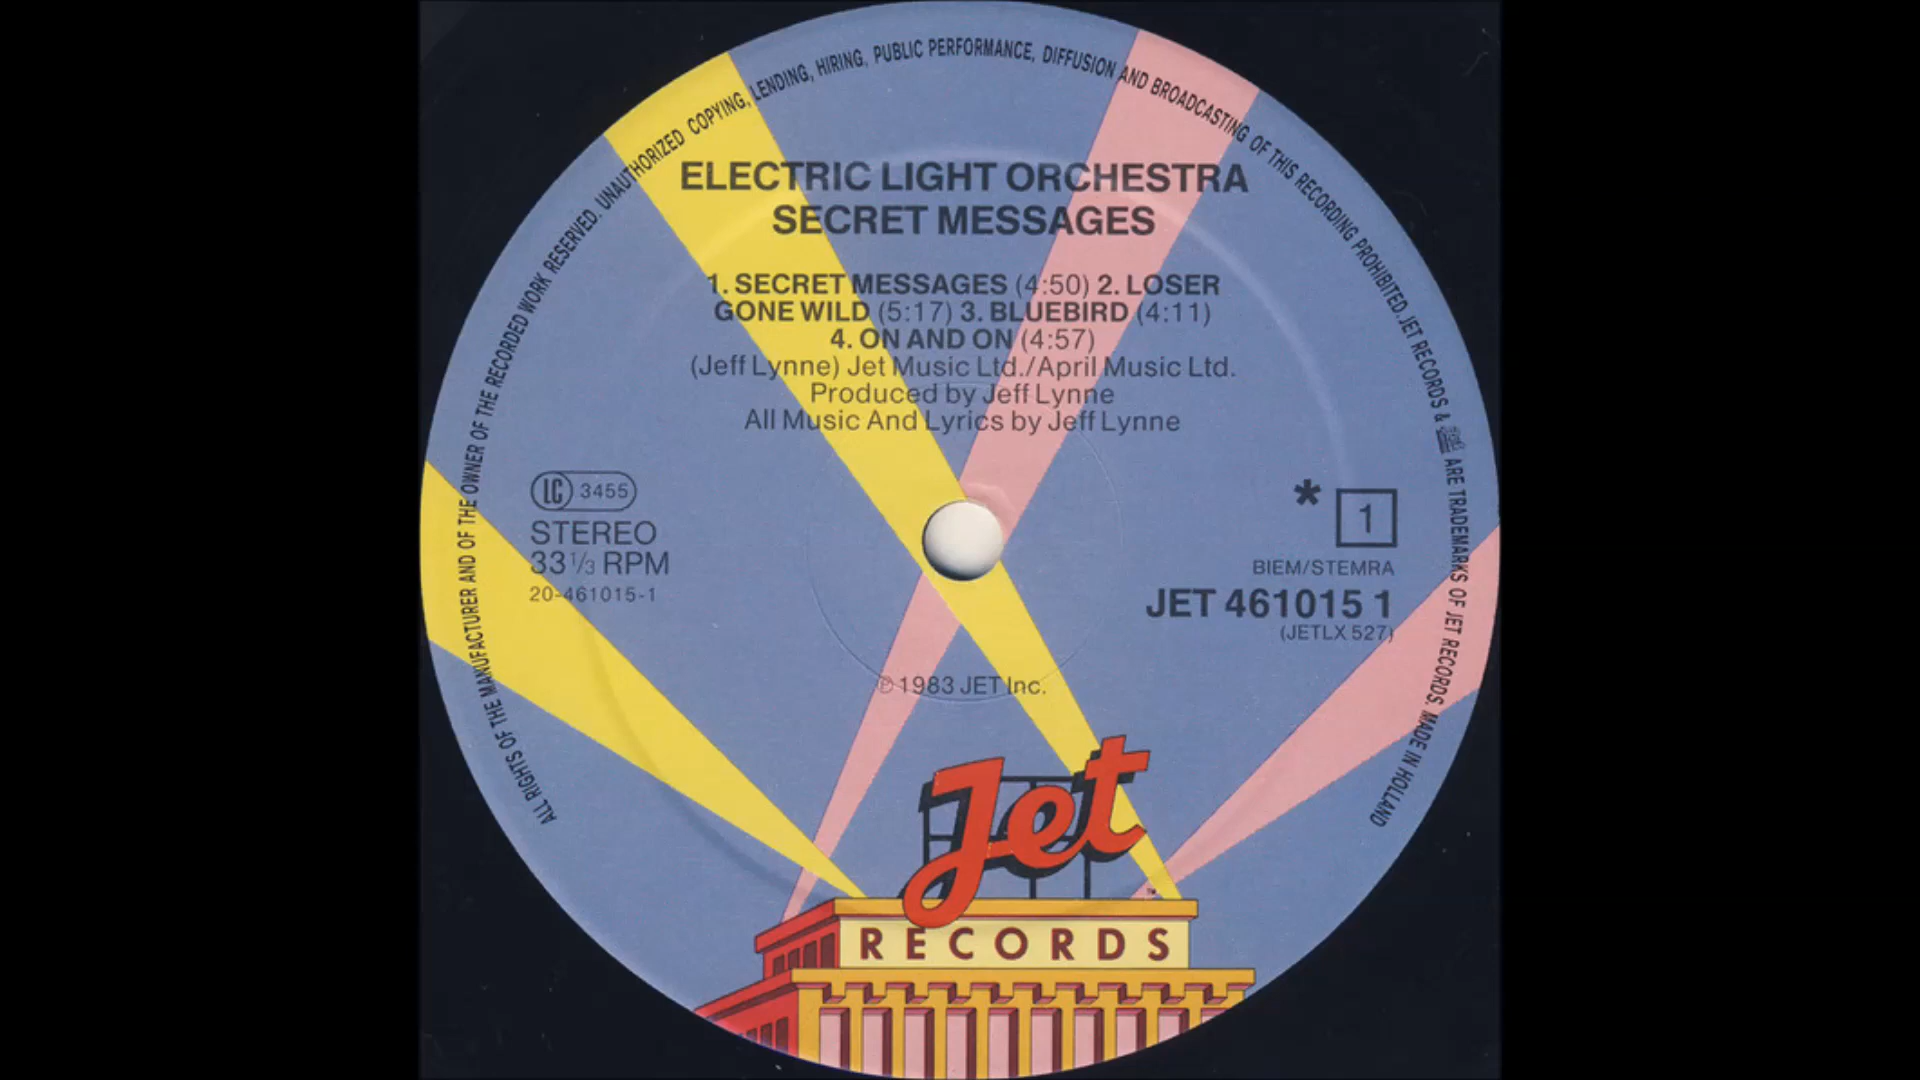 ALL RIGHTS OF THE MANUFACTURER AND OF THE OWNER OF THE RECORDED WORK RESERVED. UNAUTHORIZED COPYING, LENDING, HIRING, PUBLIC PERFORMANCE, DIFFUSION AND BROADCASTING OF THIS RECORDING PROHIBITED. JET RECORDS & Jet ARE TRADEMARKS OF JET RECORDS. MADE IN HOLLAND
ELECTRIC LIGHT ORCHESTRA
SECRET MESSAGES
1. SECRET MESSAGES (4:50) 2. LOSER
GONE WILD (5:17) 3. BLUEBIRD (4:11)
4. ON AND ON (4:57)
(Jeff Lynne) Jet Music Ltd./April Music Ltd.
Produced by Jeff Lynne
All Music And Lyrics by Jeff Lynne
LC 3455
STEREO
33 1/3 RPM
20-461015-1
* 1
BIEM/STEMRA
JET 461015 1
(JETLX 527)
℗ 1983 JET Inc.
Jet
TM
RECORDS